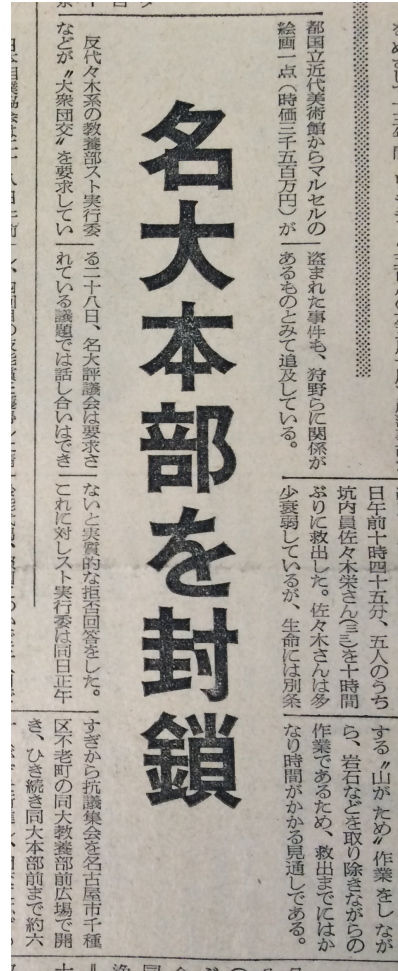 都国立近代美術館からマルセルの
絵画一点(時価三千五百万円)が
盗まれた事件も、狩野らに関係が
あるものとみて追及している。
日午前十時四十五分、五人のうち
坑内員佐々木栄さん(三三)を十時間
ぶりに救出した。佐々木さんは多
少衰弱しているが、生命には別条
する〝山がため〟作業をしなが
ら、岩石などを取り除きながらの
作業であるため、救出までにはか
なり時間がかかる見通しである。
名大本部を封鎖
反代々木系の教養部スト実行委
などが〝大衆団交〟を要求してい
る二十八日、名大評議会は要求さ
れている議題では話し合いはでき
ないと実質的な拒否回答をした。
これに対しスト実行委は同日正午
すぎから抗議集会を名古屋市千種
区不老町の同大教養部前広場で開
き、ひき続き同大本部前まで約六